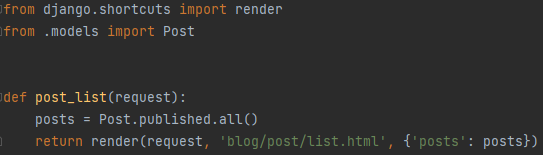 from django.shortcuts import render
from .models import Post
def post_list(request):
    posts = Post.published.all()
    return render(request, 'blog/post/list.html', {'posts': posts})